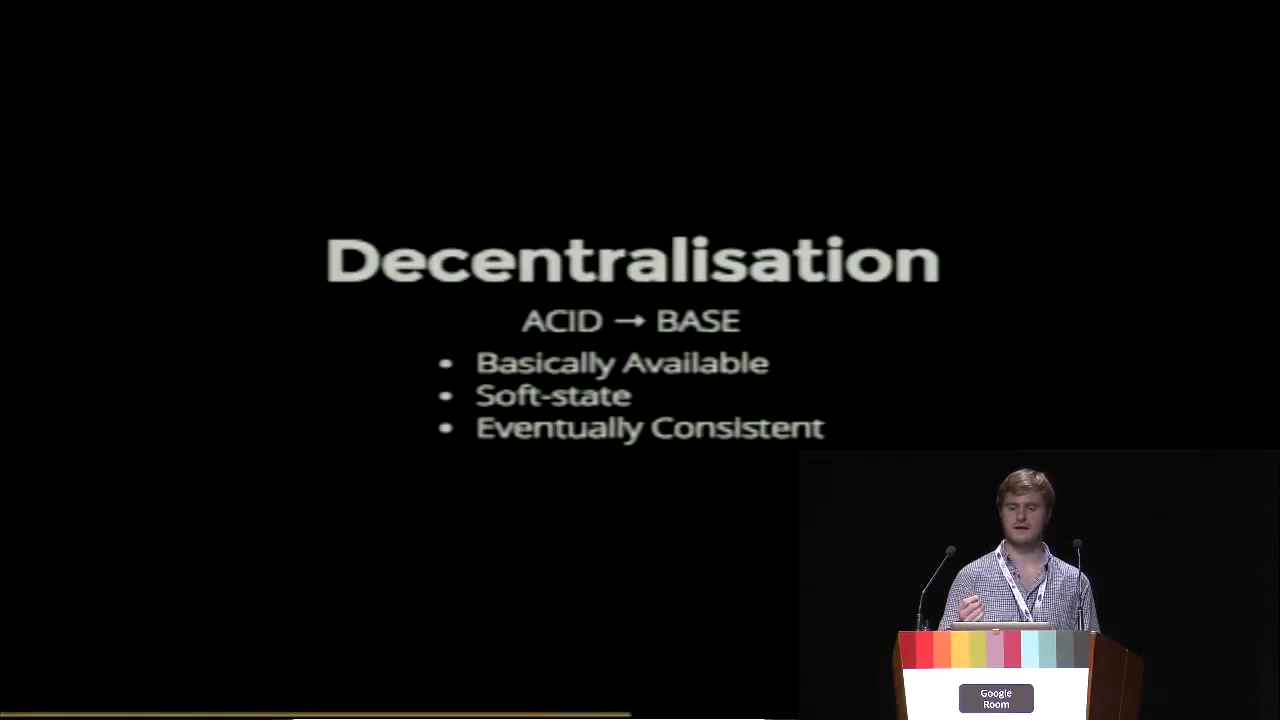 Decentralisation
ACID → BASE
• Basically Available
• Soft-state
• Eventually Consistent
Google
Room